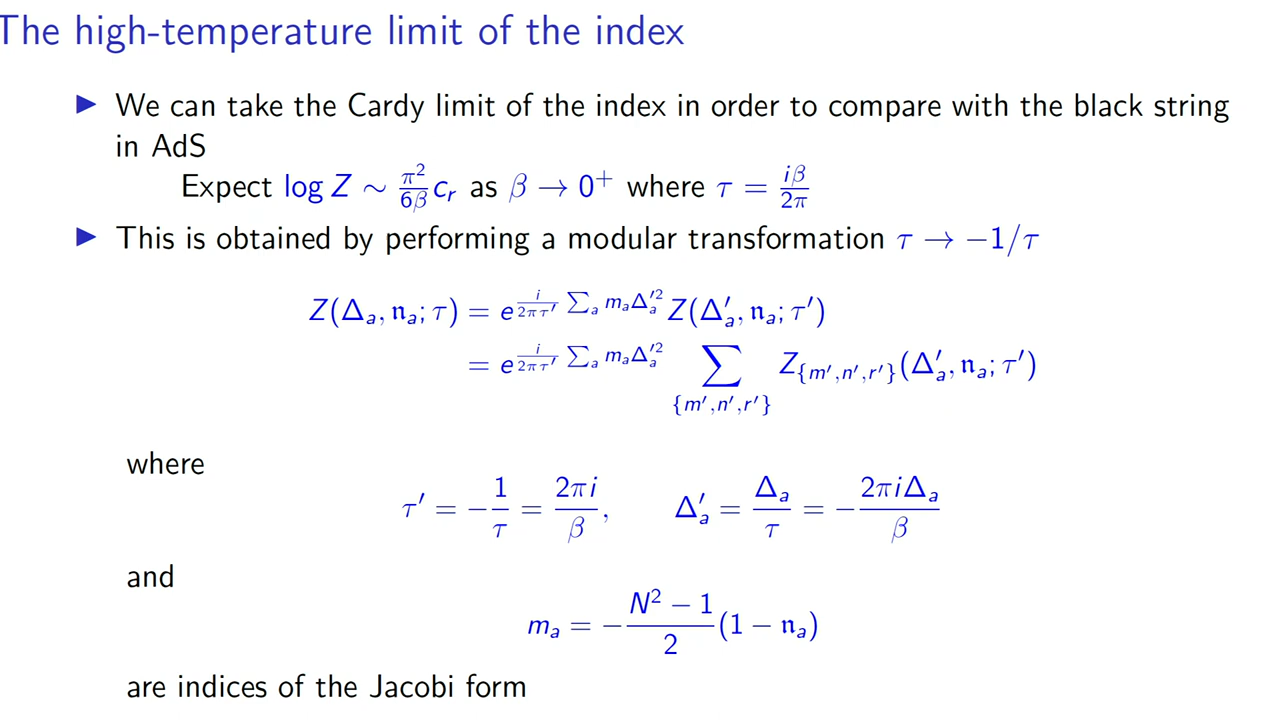 The high-temperature limit of the index
▶ We can take the Cardy limit of the index in order to compare with the black string
in AdS
Expect log Z ∼ π²/6β c_r as β → 0⁺ where τ = iβ/2π
▶ This is obtained by performing a modular transformation τ → −1/τ
Z(Δ_a, 𝔫_a; τ) = e^{i/2πτ′ ∑_a m_a Δ′_a²} Z(Δ′_a, 𝔫_a; τ′)
= e^{i/2πτ′ ∑_a m_a Δ′_a²} ∑_{{m′,n′,r′}} Z_{{m′,n′,r′}}(Δ′_a, 𝔫_a; τ′)
where
τ′ = −1/τ = 2πi/β, Δ′_a = Δ_a/τ = −2πiΔ_a/β
and
m_a = −(N² − 1)/2 (1 − 𝔫_a)
are indices of the Jacobi form